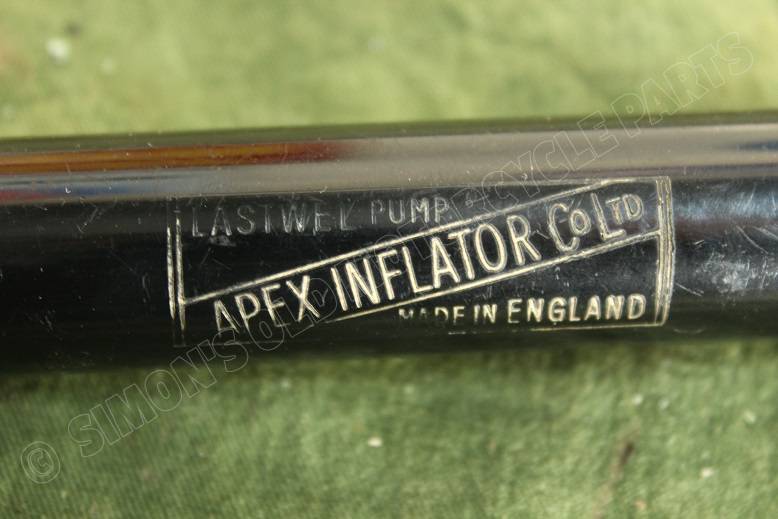 LASTWEL PUMP
APEX INFLATOR Co LTD
MADE IN ENGLAND
© SIMON'S OLD MOTORCYCLE PARTS